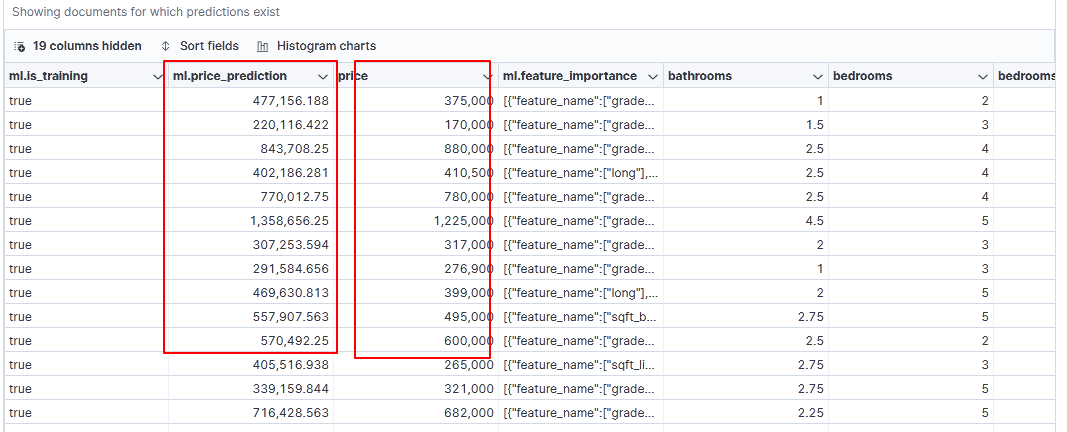 Showing documents for which predictions exist
19 columns hidden Sort fields Histogram charts
ml.is_training ml.price_prediction price ml.feature_importance bathrooms bedrooms bedrooms
true 477,156.188 375,000 [{"feature_name":["grade... 1 2
true 220,116.422 170,000 [{"feature_name":["grade... 1.5 3
true 843,708.25 880,000 [{"feature_name":["grade... 2.5 4
true 402,186.281 410,500 [{"feature_name":["long"],... 2.5 4
true 770,012.75 780,000 [{"feature_name":["grade... 2.5 4
true 1,358,656.25 1,225,000 [{"feature_name":["grade... 4.5 5
true 307,253.594 317,000 [{"feature_name":["grade... 2 3
true 291,584.656 276,900 [{"feature_name":["grade... 1 3
true 469,630.813 399,000 [{"feature_name":["long"],... 2 5
true 557,907.563 495,000 [{"feature_name":["sqft_b... 2.75 5
true 570,492.25 600,000 [{"feature_name":["grade... 2.5 2
true 405,516.938 265,000 [{"feature_name":["sqft_li... 2.75 3
true 339,159.844 321,000 [{"feature_name":["grade... 2.75 5
true 716,428.563 682,000 [{"feature_name":["grade... 2.25 5